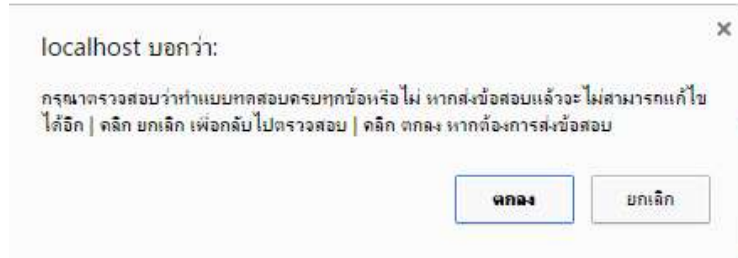 localhost บอกว่า:
กรุณาตรวจสอบว่าทำแบบทดสอบครบทุกข้อหรือไม่ หากส่งข้อสอบแล้วจะไม่สามารถแก้ไข
ได้อีก | คลิก ยกเลิก เพื่อกลับไปตรวจสอบ | คลิก ตกลง หากต้องการส่งข้อสอบ
ตกลง ยกเลิก